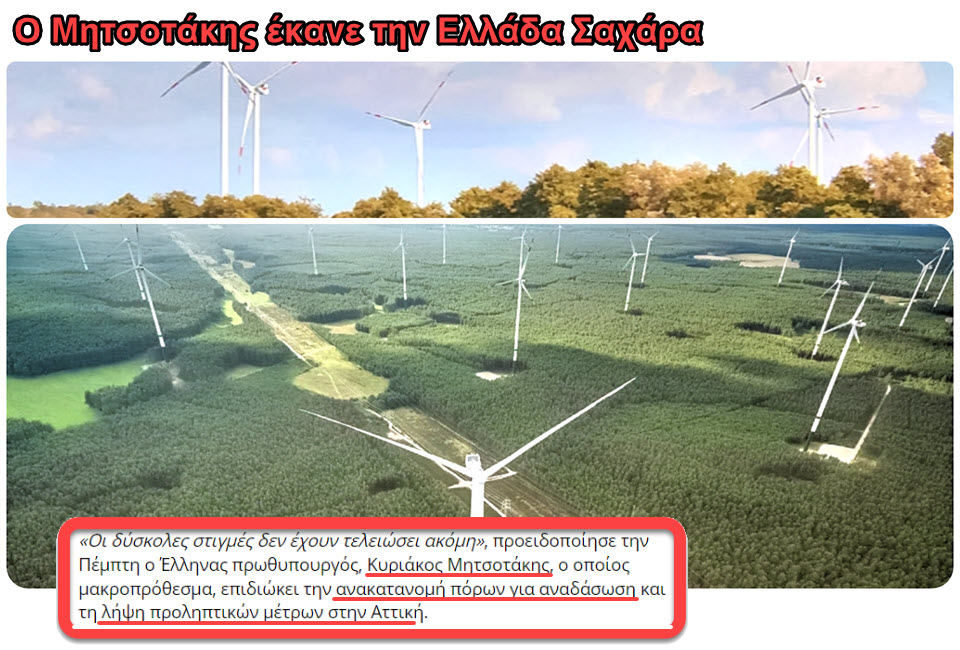 Ο Μητσοτάκης έκανε την Ελλάδα Σαχάρα
«Οι δύσκολες στιγμές δεν έχουν τελειώσει ακόμη», προειδοποίησε την
Πέμπτη ο Έλληνας πρωθυπουργός, Κυριάκος Μητσοτάκης, ο οποίος
μακροπρόθεσμα, επιδιώκει την ανακατανομή πόρων για αναδάσωση και
τη λήψη προληπτικών μέτρων στην Αττική.